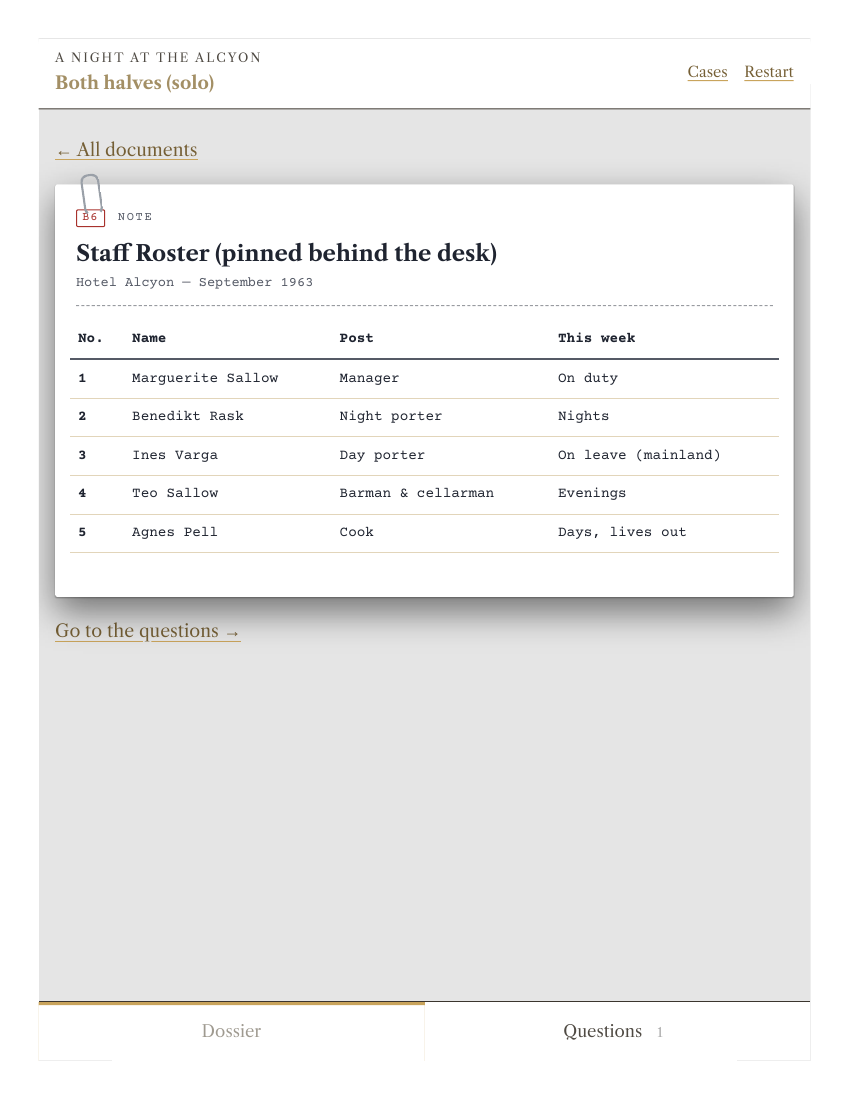 A NIGHT AT THE ALCYON
Both halves (solo)
Cases Restart
← All documents
B6 NOTE
Staff Roster (pinned behind the desk)
Hotel Alcyon — September 1963
No. Name Post This week
1 Marguerite Sallow Manager On duty
2 Benedikt Rask Night porter Nights
3 Ines Varga Day porter On leave (mainland)
4 Teo Sallow Barman & cellarman Evenings
5 Agnes Pell Cook Days, lives out
Go to the questions →
Dossier Questions 1